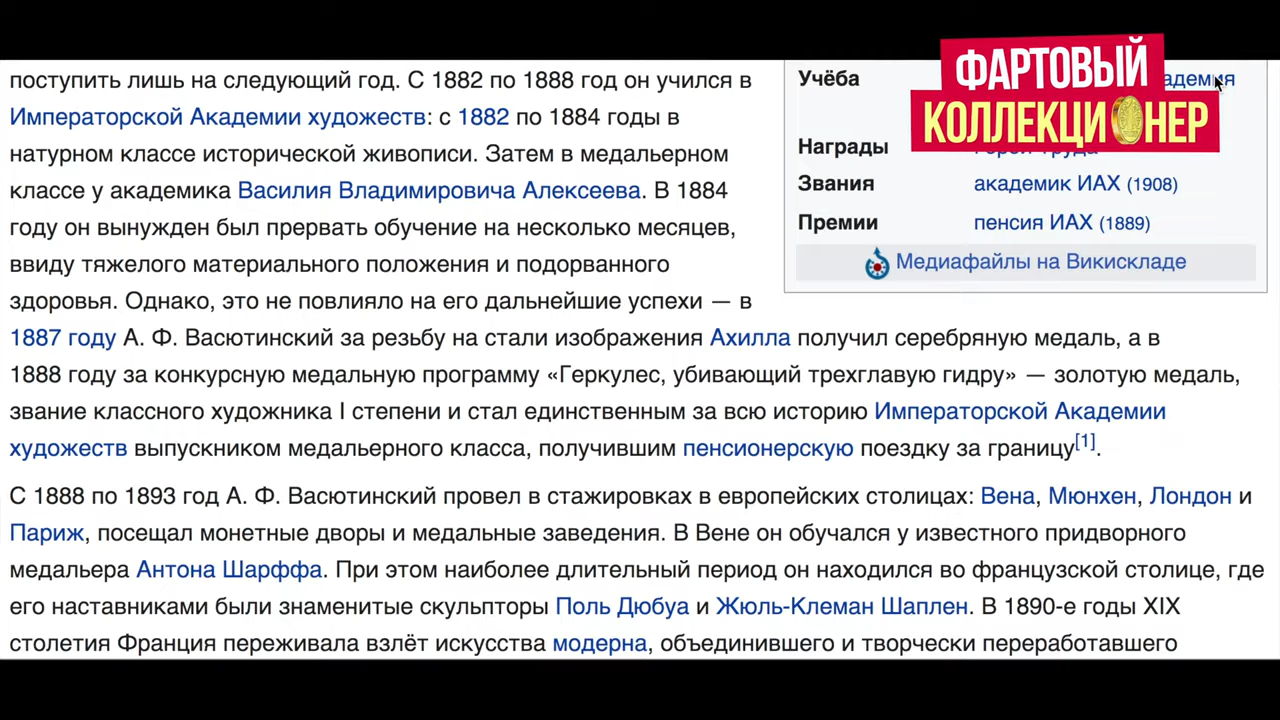 поступить лишь на следующий год. С 1882 по 1888 год он учился в
Императорской Академии художеств: с 1882 по 1884 годы в
натурном классе исторической живописи. Затем в медальерном
классе у академика Василия Владимировича Алексеева. В 1884
году он вынужден был прервать обучение на несколько месяцев,
ввиду тяжелого материального положения и подорванного
здоровья. Однако, это не повлияло на его дальнейшие успехи — в
1887 году А. Ф. Васютинский за резьбу на стали изображения Ахилла получил серебряную медаль, а в
1888 году за конкурсную медальную программу «Геркулес, убивающий трехглавую гидру» — золотую медаль,
звание классного художника I степени и стал единственным за всю историю Императорской Академии
художеств выпускником медальерного класса, получившим пенсионерскую поездку за границу[1].
С 1888 по 1893 год А. Ф. Васютинский провел в стажировках в европейских столицах: Вена, Мюнхен, Лондон и
Париж, посещал монетные дворы и медальные заведения. В Вене он обучался у известного придворного
медальера Антона Шарффа. При этом наиболее длительный период он находился во французской столице, где
его наставниками были знаменитые скульпторы Поль Дюбуа и Жюль-Клеман Шаплен. В 1890-е годы XIX
столетия Франция переживала взлёт искусства модерна, объединившего и творчески переработавшего
Учёба
Награды
Звания академик ИАХ (1908)
Премии пенсия ИАХ (1889)
Медиафайлы на Викискладе
ФАРТОВЫЙ
КОЛЛЕКЦИОНЕР